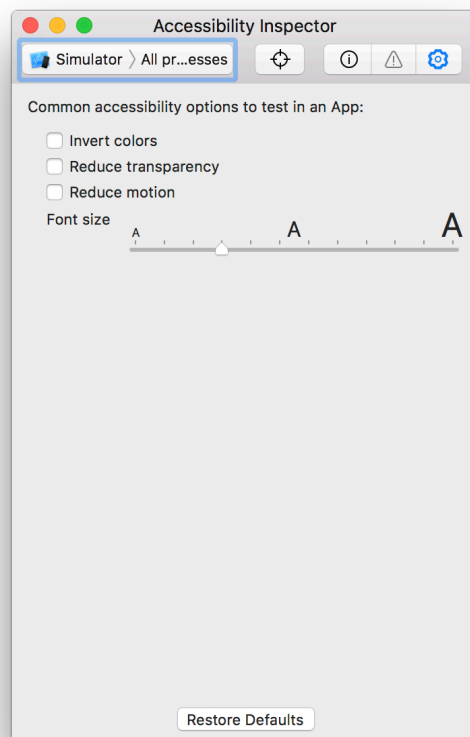 Accessibility Inspector
Simulator 〉 All pr...esses
Common accessibility options to test in an App:
Invert colors
Reduce transparency
Reduce motion
Font size
A A A
Restore Defaults